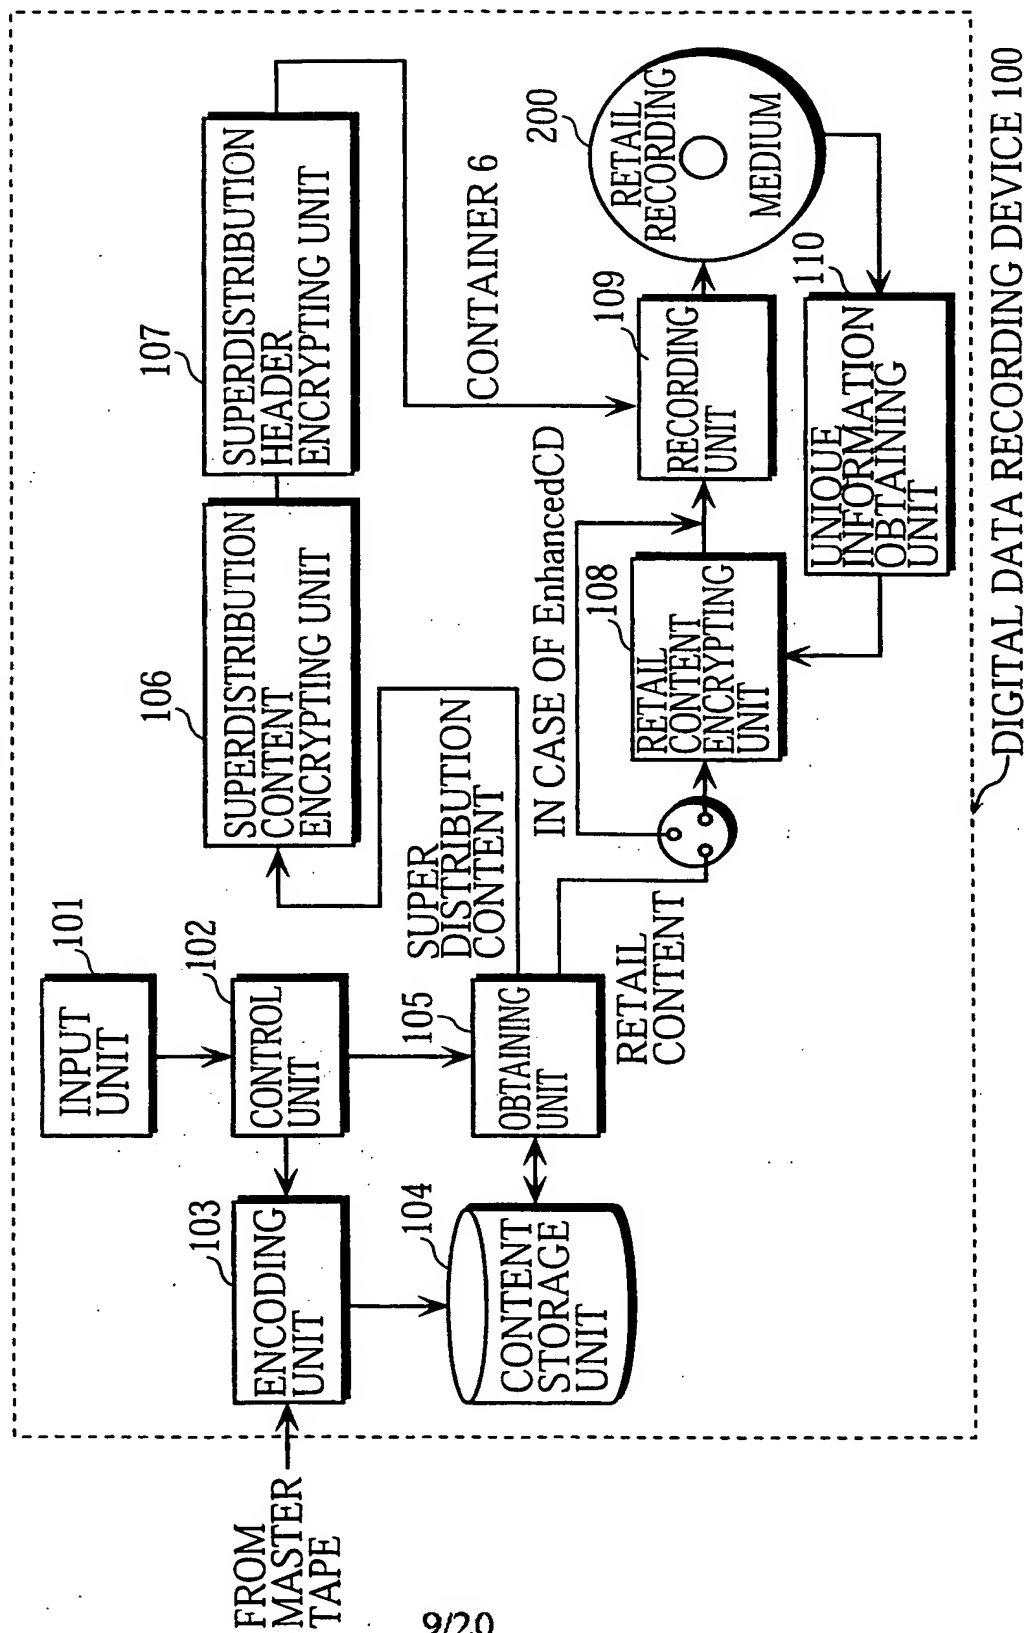 FROM
MASTER
TAPE
103
ENCODING
UNIT
101
INPUT
UNIT
102
CONTROL
UNIT
104
CONTENT
STORAGE
UNIT
105
OBTAINING
UNIT
SUPER
DISTRIBUTION
CONTENT
RETAIL
CONTENT
106
SUPERDISTRIBUTION
CONTENT
ENCRYPTING UNIT
107
SUPERDISTRIBUTION
HEADER
ENCRYPTING UNIT
CONTAINER 6
IN CASE OF EnhancedCD
108
RETAIL
CONTENT
ENCRYPTING
UNIT
109
RECORDING
UNIT
200
RETAIL
RECORDING
MEDIUM
110
UNIQUE
INFORMATION
OBTAINING
UNIT
DIGITAL DATA RECORDING DEVICE 100
9/20